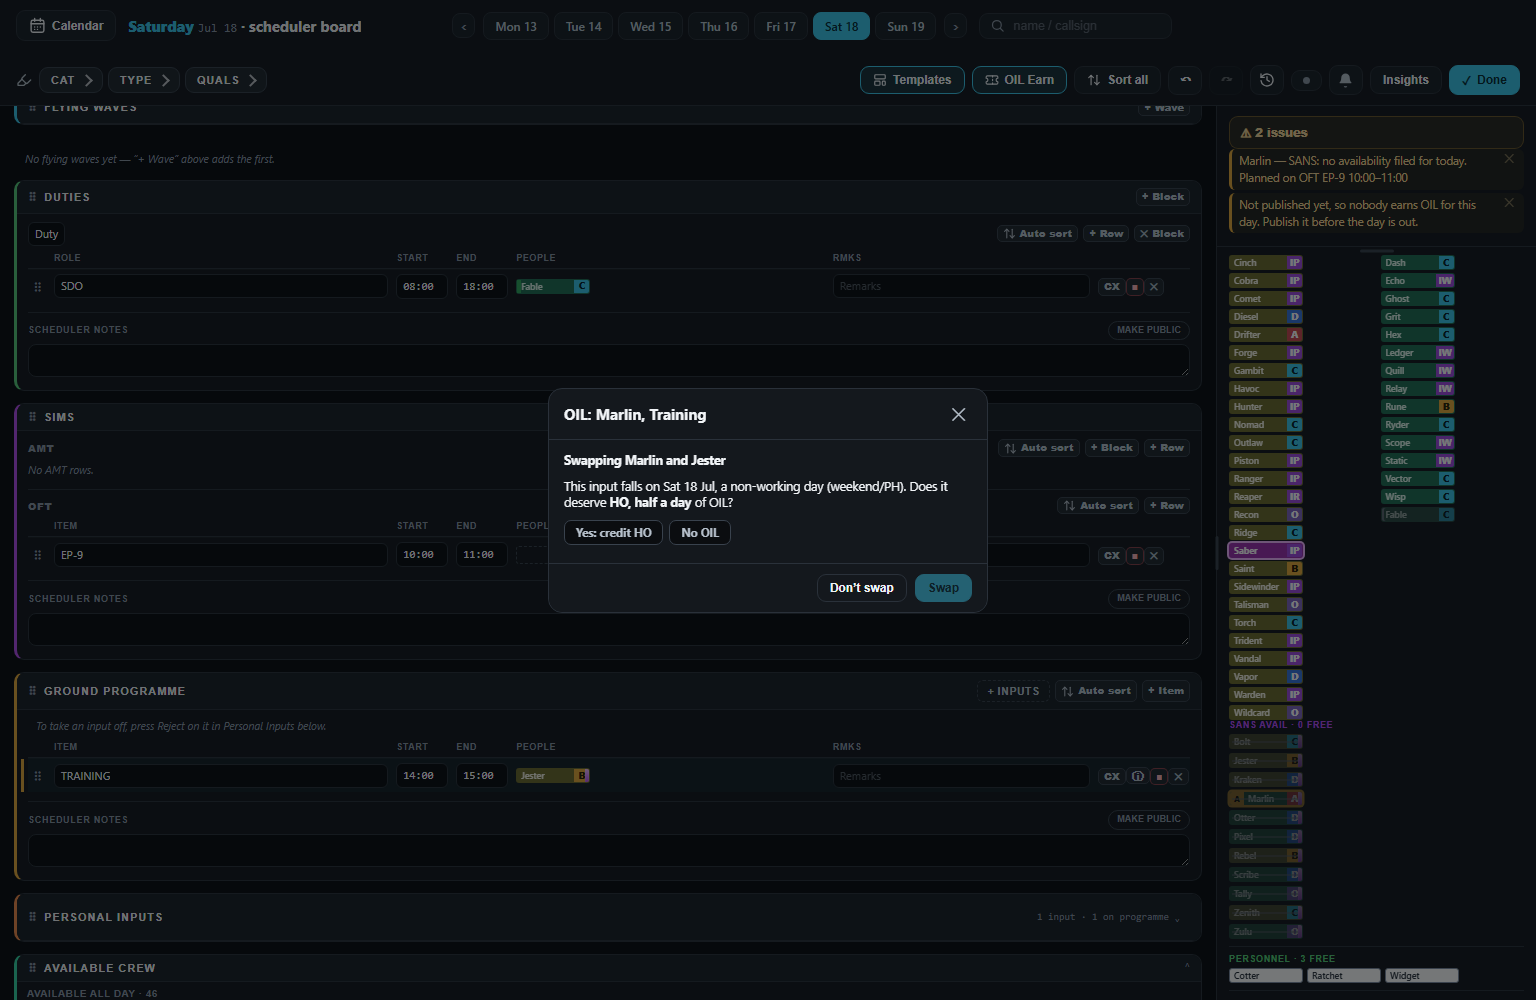 Calendar
Saturday Jul 18 - scheduler board
Mon 13
Tue 14
Wed 15
Thu 16
Fri 17
Sat 18
Sun 19
name / callsign
CAT
TYPE
QUALS
Templates
OIL Earn
Sort all
Insights
✓ Done
FLYING WAVES
+ Wave
No flying waves yet — "+ Wave" above adds the first.
DUTIES
+ Block
Duty
Auto sort
+ Row
× Block
ROLE
START
END
PEOPLE
RMKS
SDO
08:00
18:00
Fable C
Remarks
CX
SCHEDULER NOTES
MAKE PUBLIC
SIMS
AMT
Auto sort
+ Block
+ Row
No AMT rows.
OFT
Auto sort
+ Row
ITEM
START
END
PEOPL
EP-9
10:00
11:00
CX
SCHEDULER NOTES
MAKE PUBLIC
GROUND PROGRAMME
+ INPUTS
Auto sort
+ Item
To take an input off, press Reject on it in Personal Inputs below.
ITEM
START
END
PEOPLE
RMKS
TRAINING
14:00
15:00
Jester B
Remarks
CX
SCHEDULER NOTES
MAKE PUBLIC
PERSONAL INPUTS
1 input · 1 on programme
AVAILABLE CREW
AVAILABLE ALL DAY · 46
OIL: Marlin, Training
Swapping Marlin and Jester
This input falls on Sat 18 Jul, a non-working day (weekend/PH). Does it
deserve HO, half a day of OIL?
Yes: credit HO
No OIL
Don't swap
Swap
⚠ 2 issues
Marlin — SANS: no availability filed for today.
Planned on OFT EP-9 10:00–11:00
Not published yet, so nobody earns OIL for this
day. Publish it before the day is out.
Cinch IP
Cobra IP
Comet IP
Diesel D
Drifter A
Forge IP
Gambit C
Havoc IP
Hunter IP
Nomad C
Outlaw C
Piston IP
Ranger IP
Reaper IR
Recon O
Ridge C
Saber IP
Saint B
Sidewinder IP
Talisman O
Torch C
Trident IP
Vandal IP
Vapor D
Warden IP
Wildcard O
Dash C
Echo IW
Ghost C
Grit C
Hex C
Ledger IW
Quill IW
Relay IW
Rune B
Ryder C
Scope IW
Static IW
Vector C
Wisp C
Fable C
SANS AVAIL · 0 FREE
Bolt C
Jester B
Kraken D
Marlin A
Otter D
Pixel D
Rebel B
Scribe D
Tally O
Zenith C
Zulu O
PERSONNEL · 3 FREE
Cotter
Ratchet
Widget